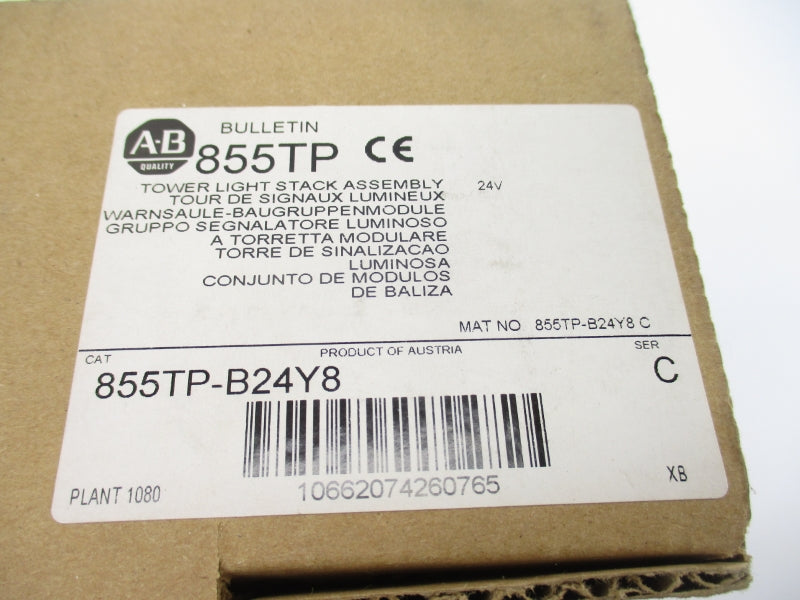 A-B
QUALITY
BULLETIN
855TP CE
TOWER LIGHT STACK ASSEMBLY 24V
TOUR DE SIGNAUX LUMINEUX
WARNSAULE-BAUGRUPPENMODULE
GRUPPO SEGNALATORE LUMINOSO
A TORRETTA MODULARE
TORRE DE SINALIZACAO
LUMINOSA
CONJUNTO DE MODULOS
DE BALIZA
MAT NO 855TP-B24Y8 C
CAT PRODUCT OF AUSTRIA SER
855TP-B24Y8 C
10662074260765
PLANT 1080 XB